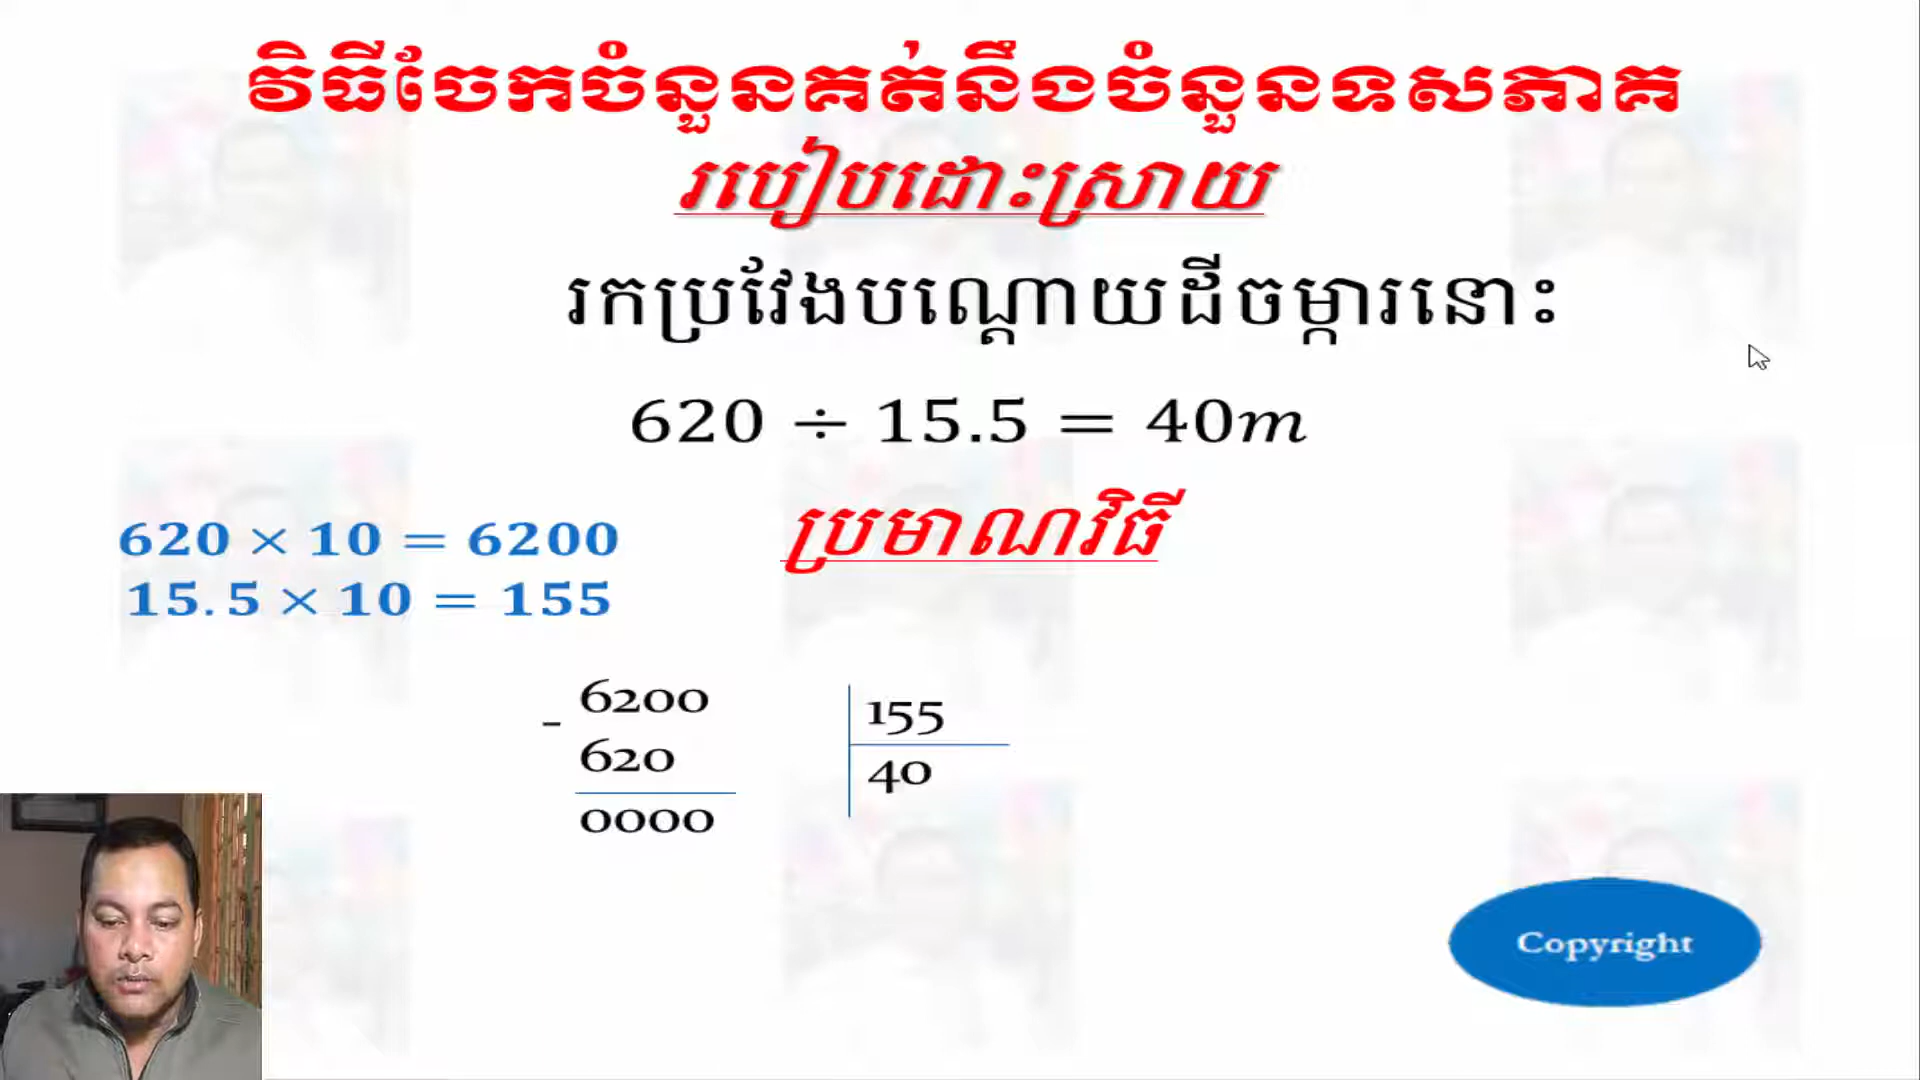 វិធីចែកចំនួនគត់នឹងចំនួនទសភាគ
របៀបដោះស្រាយ
រកប្រវែងបណ្ដោយដីចម្ការនោះ
620 ÷ 15.5 = 40m
ប្រមាណវិធី
620 × 10 = 6200
15.5 × 10 = 155
- 6200
620
0000
155
40
Copyright